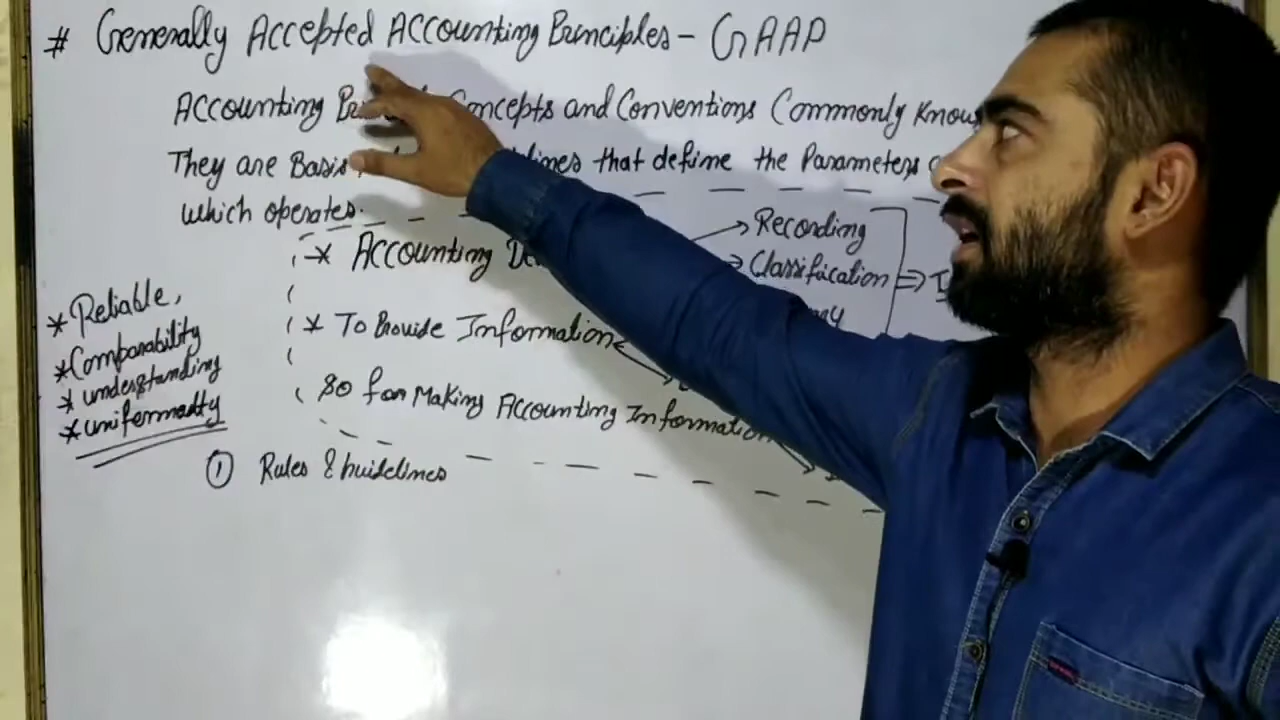 # Generally Accepted Accounting Principles - GAAP
Accounting Concepts and Conventions Commonly Know
They are Basis that define the Parameters
which operates.
* Accounting
→ Recording
→ Classification ⇒
* Reliable,
* Comparability
* understanding
* uniformatty
* To Provide Information
So for Making Accounting Information
① Rules & Guidelines